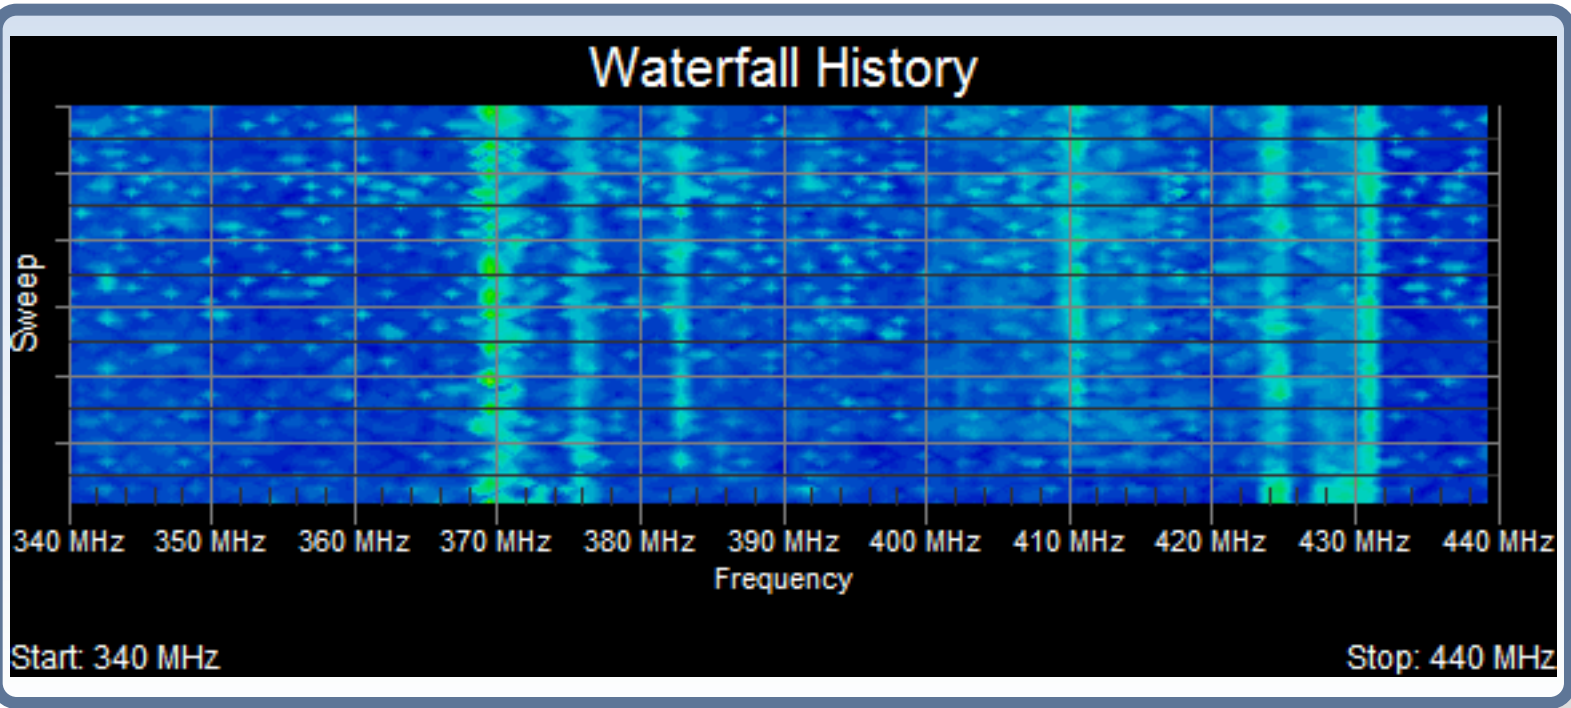 Waterfall History
Sweep
340 MHz 350 MHz 360 MHz 370 MHz 380 MHz 390 MHz 400 MHz 410 MHz 420 MHz 430 MHz 440 MHz
Frequency
Start: 340 MHz Stop: 440 MHz